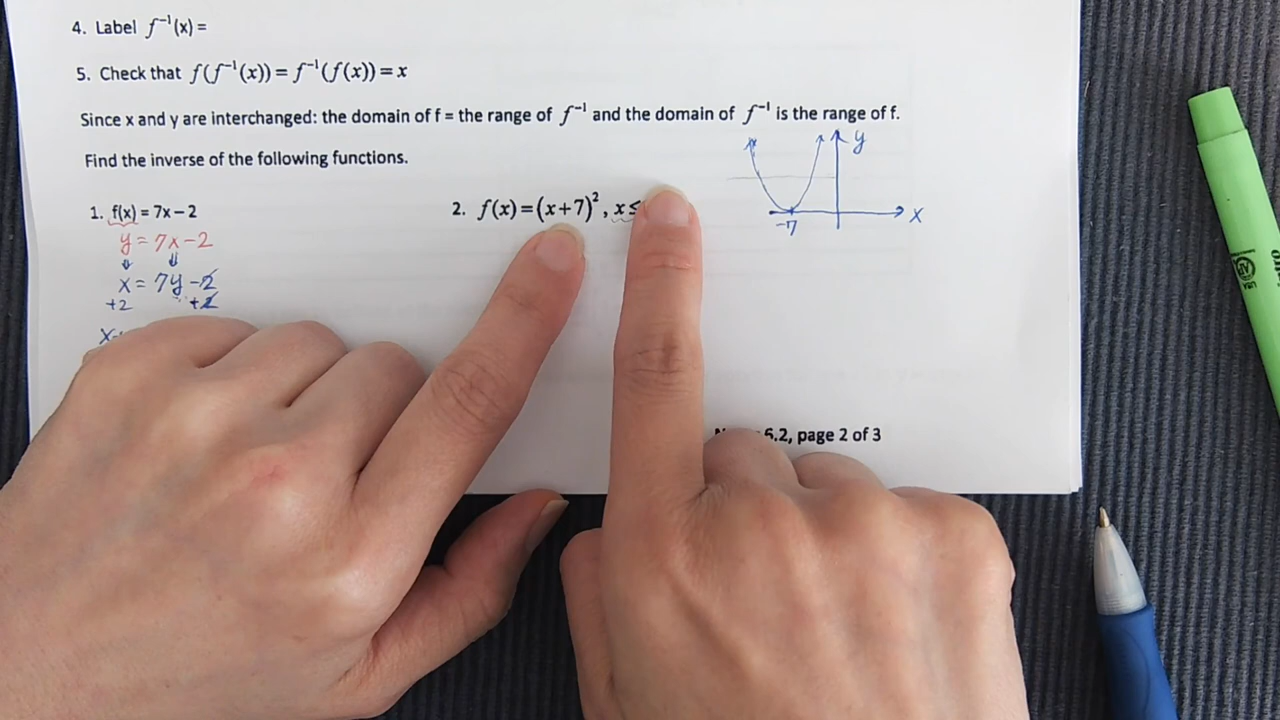 4. Label f⁻¹(x) =
5. Check that f(f⁻¹(x)) = f⁻¹(f(x)) = x
Since x and y are interchanged: the domain of f = the range of f⁻¹ and the domain of f⁻¹ is the range of f.
Find the inverse of the following functions.
1. f(x) = 7x – 2
y = 7x – 2
x = 7y – 2
+2 +2
x
2. f(x) = (x+7)², x ≤
y
x
-7
6.2, page 2 of 3